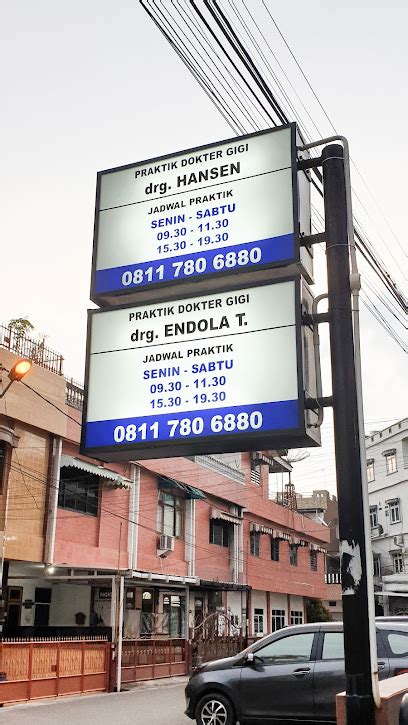 PRAKTIK DOKTER GIGI
drg. HANSEN
JADWAL PRAKTIK
SENIN - SABTU
09.30 - 11.30
15.30 - 19.30
0811 780 6880
PRAKTIK DOKTER GIGI
drg. ENDOLA T.
JADWAL PRAKTIK
SENIN - SABTU
09.30 - 11.30
15.30 - 19.30
0811 780 6880